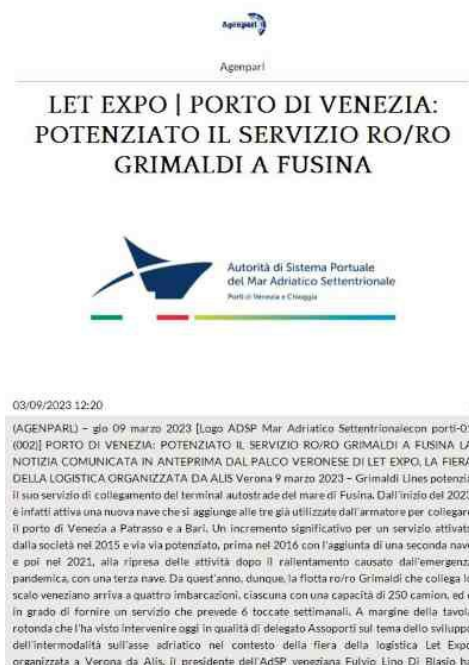 Agenparl
Agenparl
LET EXPO | PORTO DI VENEZIA:
POTENZIATO IL SERVIZIO RO/RO
GRIMALDI A FUSINA
Autorità di Sistema Portuale
del Mar Adriatico Settentrionale
Porti di Venezia e Chioggia
03/09/2023 12:20
(AGENPARL) – gio 09 marzo 2023 [Logo ADSP Mar Adriatico Settentrionalecon porti-01
(002)] PORTO DI VENEZIA: POTENZIATO IL SERVIZIO RO/RO GRIMALDI A FUSINA LA
NOTIZIA COMUNICATA IN ANTEPRIMA DAL PALCO VERONESE DI LET EXPO, LA FIERA
DELLA LOGISTICA ORGANIZZATA DA ALIS Verona 9 marzo 2023 – Grimaldi Lines potenzia
il suo servizio di collegamento del terminal autostrade del mare di Fusina. Dall'inizio del 2023
è infatti attiva una nuova nave che si aggiunge alle tre già utilizzate dall'armatore per collegare
il porto di Venezia a Patrasso e a Bari. Un incremento significativo per un servizio attivato
dalla società nel 2015 e via via potenziato, prima nel 2016 con l'aggiunta di una seconda nave
e poi nel 2021, alla ripresa delle attività dopo il rallentamento causato dall'emergenza
pandemica, con una terza nave. Da quest'anno, dunque, la flotta ro/ro Grimaldi che collega lo
scalo veneziano arriva a quattro imbarcazioni, ciascuna con una capacità di 250 camion, ed è
in grado di fornire un servizio che prevede 6 toccate settimanali. A margine della tavola
rotonda che l'ha visto intervenire oggi in qualità di delegato Assoporti sul tema dello sviluppo
dell'intermodalità sull'asse adriatico nel contesto della fiera della logistica Let Expo
organizzata a Verona da Alis, il presidente dell'AdSP veneziana Fulvio Lino Di Blasio